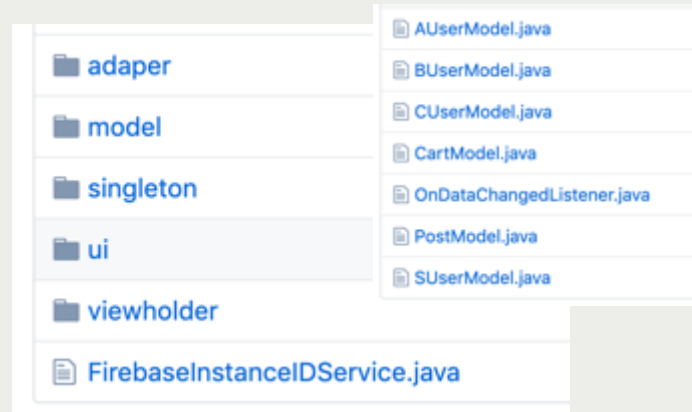 adaper
model
singleton
ui
viewholder
FirebaseInstanceIDService.java
AUserModel.java
BUserModel.java
CUserModel.java
CartModel.java
OnDataChangedListener.java
PostModel.java
SUserModel.java